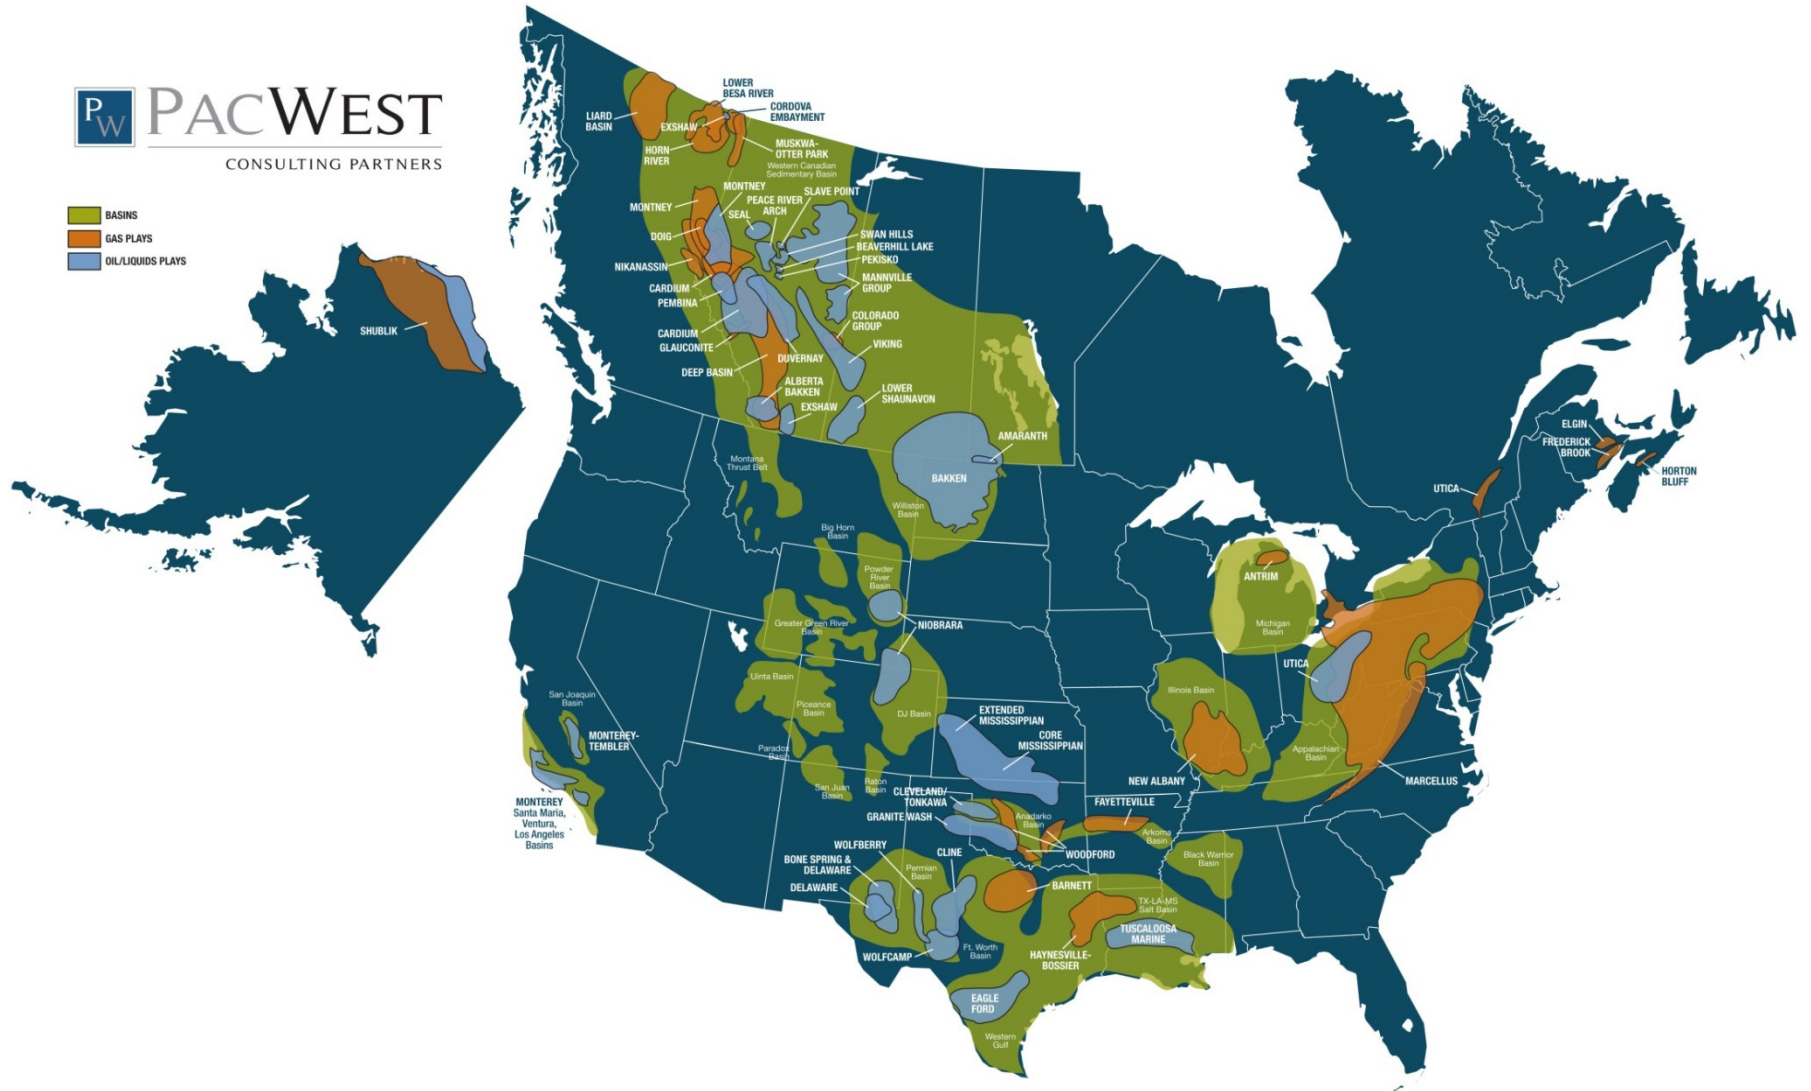 PW
PACWEST
CONSULTING PARTNERS
BASINS
GAS PLAYS
OIL/LIQUIDS PLAYS
SHUBLIK
LIARD
BASIN
LOWER
BESA RIVER
CORDOVA
EMBAYMENT
EXSHAW
HORN
RIVER
MUSKWA-
OTTER PARK
Western Canadian
Sedimentary Basin
MONTNEY
MONTNEY
SLAVE POINT
PEACE RIVER
ARCH
SEAL
DOIG
SWAN HILLS
BEAVERHILL LAKE
PEKISKO
NIKANASSIN
MANNVILLE
GROUP
CARDIUM
PEMBINA
COLORADO
GROUP
CARDIUM
GLAUCONITE
VIKING
DUVERNAY
DEEP BASIN
ALBERTA
BAKKEN
LOWER
SHAUNAVON
EXSHAW
AMARANTH
BAKKEN
Montana
Thrust Belt
Williston
Basin
Big Horn
Basin
Powder
River
Basin
Greater Green River
Basin
NIOBRARA
Uinta Basin
Piceance
Basin
DJ Basin
Paradox
Basin
San Juan
Basin
Raton
Basin
San Joaquin
Basin
MONTEREY-
TEMBLER
MONTEREY
Santa Maria,
Ventura,
Los Angeles
Basins
EXTENDED
MISSISSIPPIAN
CORE
MISSISSIPPIAN
CLEVELAND/
TONKAWA
GRANITE WASH
Anadarko
Basin
FAYETTEVILLE
Arkoma
Basin
WOODFORD
WOLFBERRY
CLINE
BONE SPRING &
DELAWARE
DELAWARE
Permian
Basin
BARNETT
WOLFCAMP
Ft. Worth
Basin
HAYNESVILLE-
BOSSIER
TX-LA-MS
Salt Basin
TUSCALOOSA
MARINE
Black Warrior
Basin
EAGLE
FORD
Western
Gulf
ANTRIM
Michigan
Basin
Illinois Basin
NEW ALBANY
UTICA
Appalachian
Basin
MARCELLUS
UTICA
ELGIN
FREDERICK
BROOK
HORTON
BLUFF